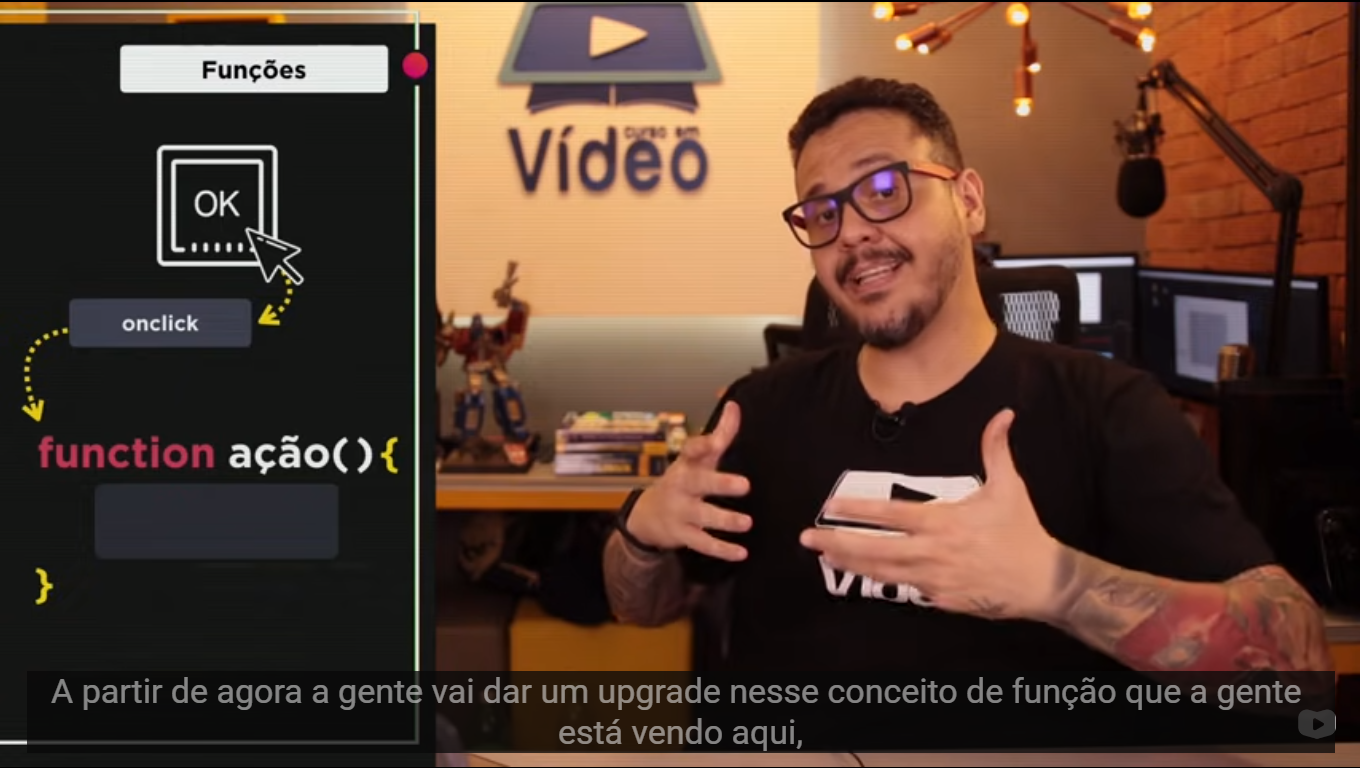 Funções
OK
onclick
function ação(){
}
curso em
Vídeo
A partir de agora a gente vai dar um upgrade nesse conceito de função que a gente
está vendo aqui,